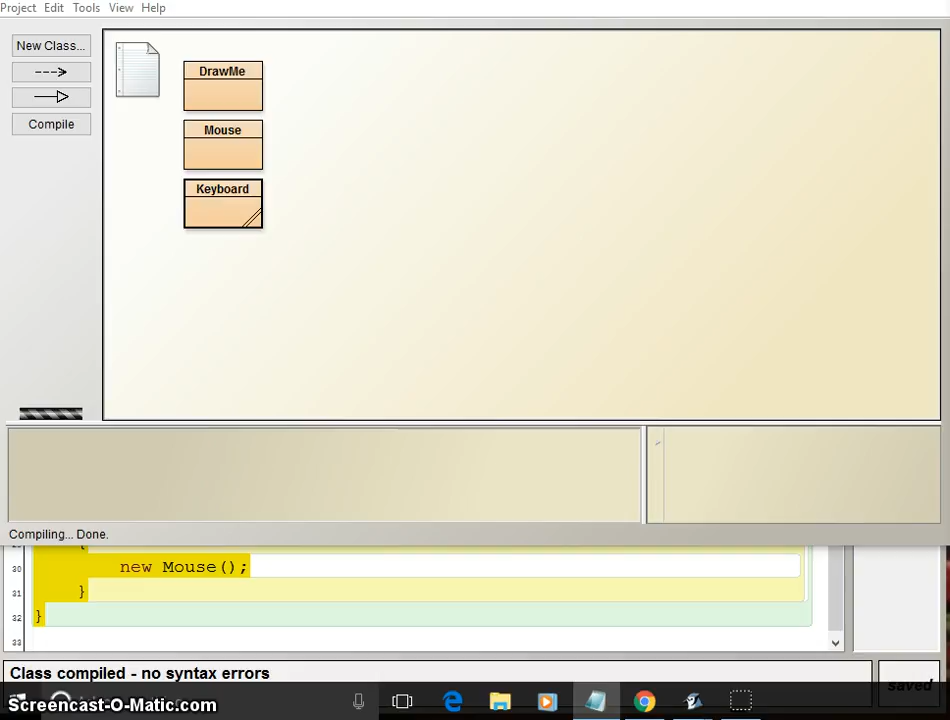 Project Edit Tools View Help
New Class...
Compile
DrawMe
Mouse
Keyboard
Compiling... Done.
{
30 new Mouse();
31 }
32 }
33
Class compiled - no syntax errors
saved
Screencast-O-Matic.com